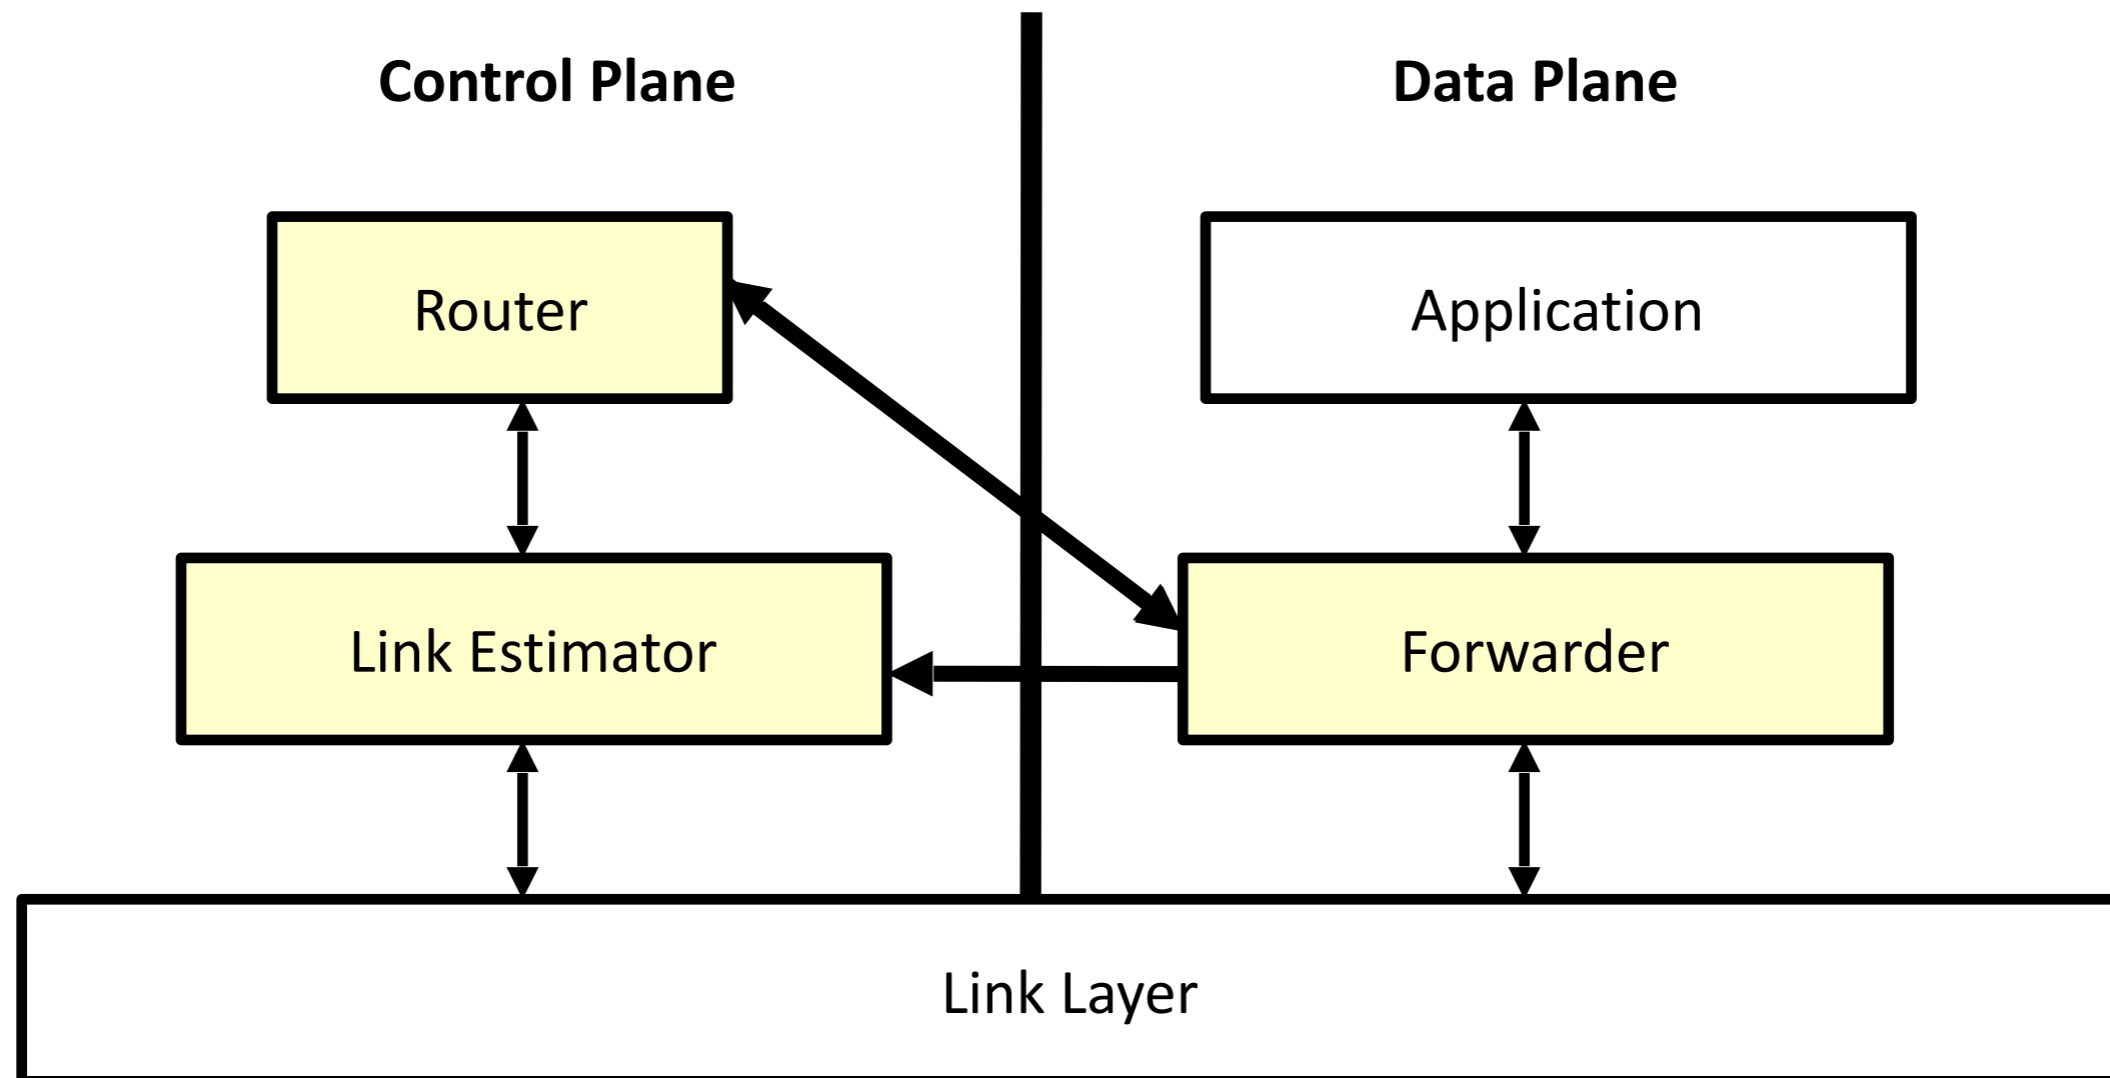 Control Plane
Data Plane
Router
Application
Link Estimator
Forwarder
Link Layer